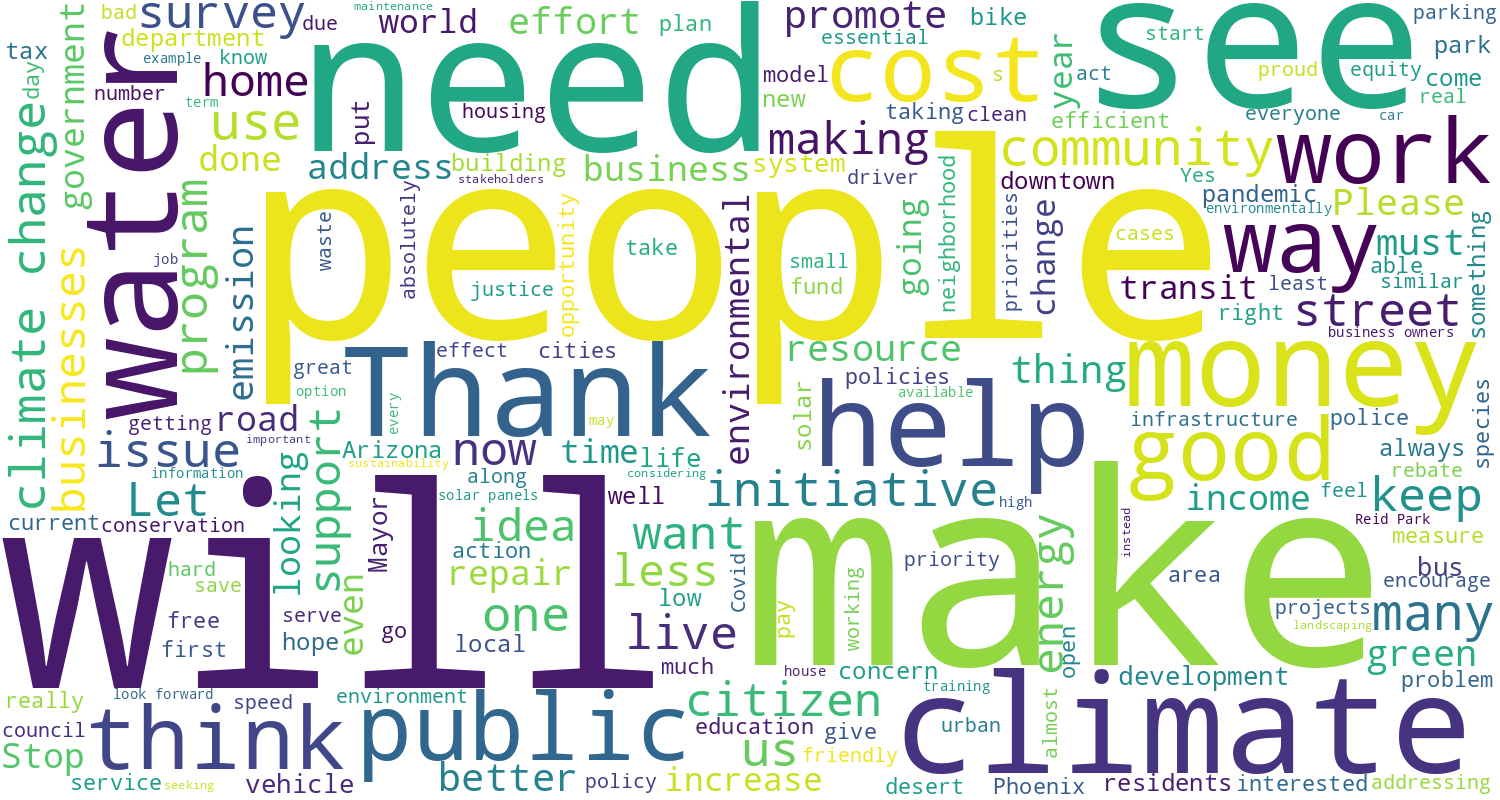 bad
survey
due
maintenance
world
effort
plan
need
promote
essential
bike
see
parking
tax
department
example
know
home
model
cost
year
start
act
proud
equity
park
come
real
number
term
day
government
water
use
put
housing
new
taking
s
clean
efficient
everyone
car
climate change
done
address
building
stakeholders
business
system
making
driver
community
downtown
Yes
work
pandemic
environmentally
Please
program
emission
people
waste
absolutely
opportunity
take
justice
small
fund
environmental
going
neighborhood
priorities
change
cases
way
must
able
similar
something
job
businesses
transit
least
right
street
business owners
great
option
Thank
effect
cities
every
may
resource
solar
policies
available
help
thing
money
infrastructure
police
species
getting
road
important
issue
information
support
Arizona
sustainability
now
time
life
considering
good
always
rebate
Let
looking
along
solar panels
well
initiative
high
income
feel
keep
current
conservation
will
Mayor
idea
action
want
make
instead
Reid Park
measure
bus
encourage
hard
save
repair
less
Covid
priority
energy
area
free
serve
even
one
low
pay
working
projects
landscaping
many
first
hope
go
local
live
much
house
concern
open
green
really
look forward
speed
environment
public
citizen
training
climate
development
problem
council
think
education
give
urban
almost
Stop
us
friendly
service
seeking
vehicle
better
policy
increase
desert
Phoenix
residents
interested
addressing